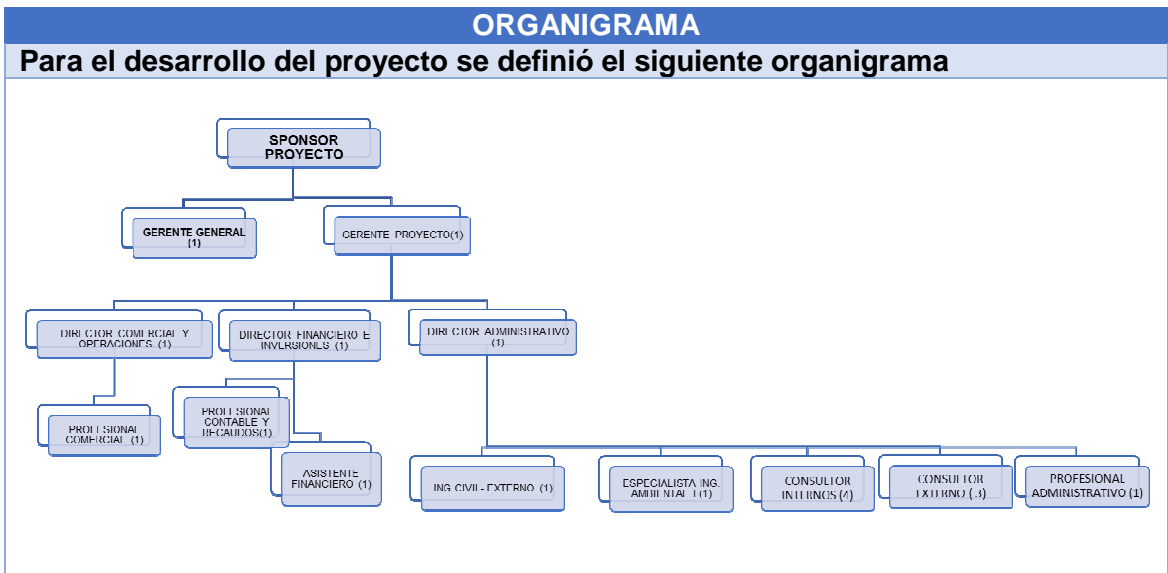 ORGANIGRAMA
Para el desarrollo del proyecto se definió el siguiente organigrama
SPONSOR
PROYECTO
GERENTE GENERAL
(1)
GERENTE PROYECTO(1)
DIRECTOR COMERCIAL Y
OPERACIONES (1)
DIRECTOR FINANCIERO E
INVERSIONES (1)
DIRECTOR ADMINISTRATIVO
(1)
PROFESIONAL
COMERCIAL (1)
PROFESIONAL
CONTABLE Y
RECAUDOS(1)
ASISTENTE
FINANCIERO (1)
ING CIVIL- EXTERNO (1)
ESPECIALISTA ING.
AMBIENTAL (1)
CONSULTOR
INTERNOS (4)
CONSULTOR
EXTERNO (3)
PROFESIONAL
ADMINISTRATIVO (1)